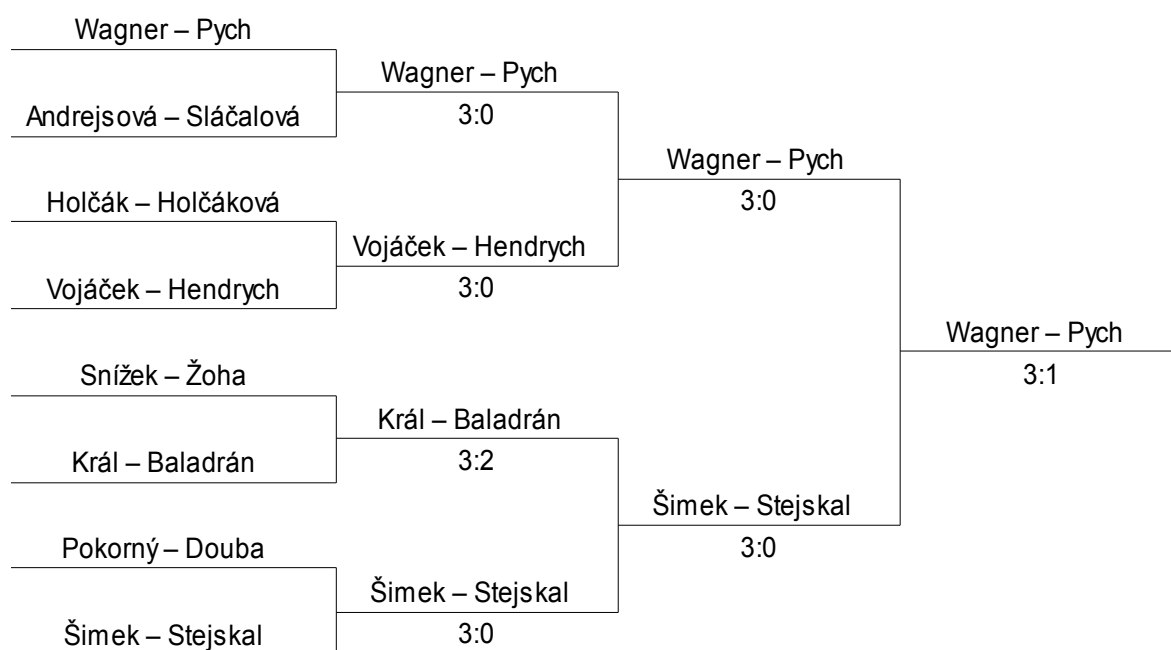 Wagner – Pych
Andrejsová – Sláčalová
Holčák – Holčáková
Vojáček – Hendrych
Snížek – Žoha
Král – Baladrán
Pokorný – Douba
Šimek – Stejskal
Wagner – Pych
3:0
Vojáček – Hendrych
3:0
Král – Baladrán
3:2
Šimek – Stejskal
3:0
Wagner – Pych
3:0
Šimek – Stejskal
3:0
Wagner – Pych
3:1